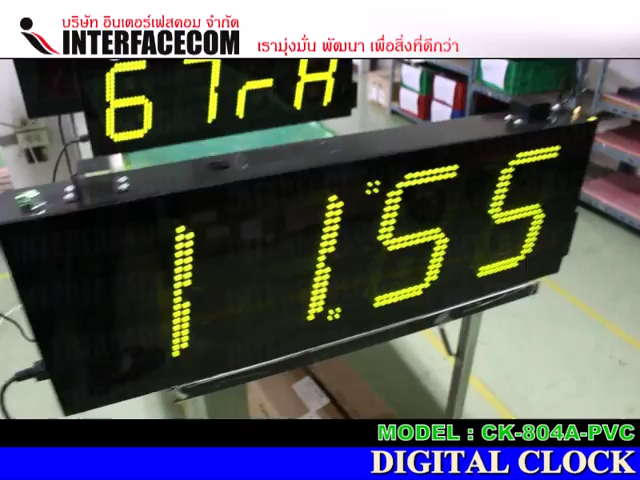 บริษัท อินเตอร์เฟสคอม จำกัด
INTERFACECOM
เรามุ่งมั่น พัฒนา เพื่อสิ่งที่ดีกว่า
67rH
11:55
MODEL : CK-804A-PVC
DIGITAL CLOCK